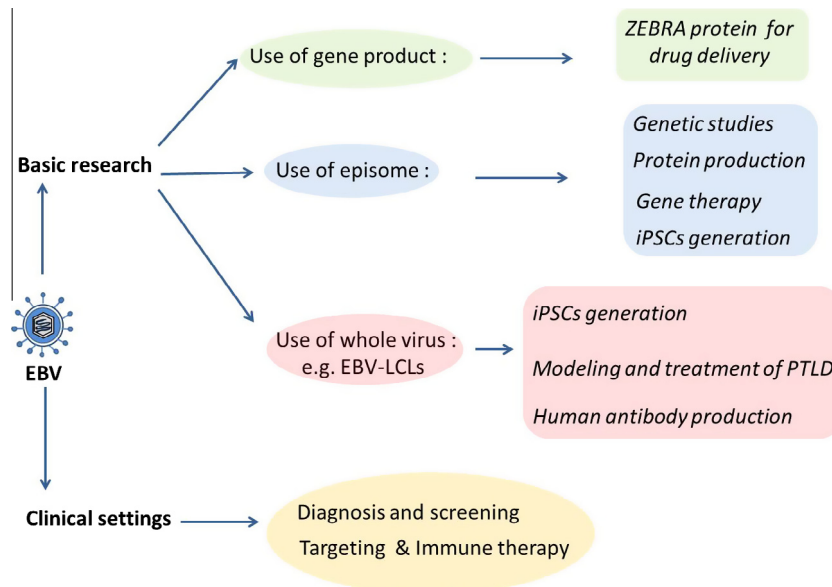 ZEBRA protein for
drug delivery
Use of gene product :
Genetic studies
Protein production
Gene therapy
iPSCs generation
Basic research
Use of episome :
iPSCs generation
Modeling and treatment of PTLD
Human antibody production
Use of whole virus :
e.g. EBV-LCLs
EBV
Clinical settings
Diagnosis and screening
Targeting & Immune therapy